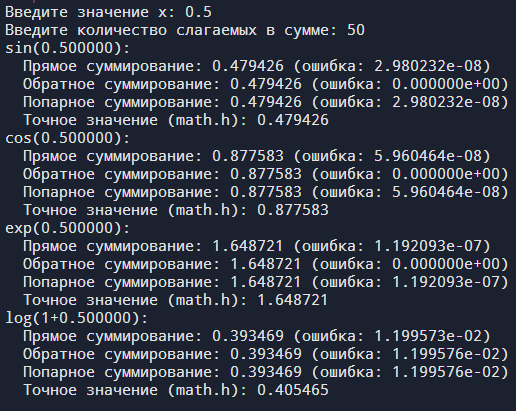 Введите значение x: 0.5
Введите количество слагаемых в сумме: 50
sin(0.500000):
  Прямое суммирование: 0.479426 (ошибка: 2.980232e-08)
  Обратное суммирование: 0.479426 (ошибка: 0.000000e+00)
  Попарное суммирование: 0.479426 (ошибка: 2.980232e-08)
  Точное значение (math.h): 0.479426
cos(0.500000):
  Прямое суммирование: 0.877583 (ошибка: 5.960464e-08)
  Обратное суммирование: 0.877583 (ошибка: 0.000000e+00)
  Попарное суммирование: 0.877583 (ошибка: 5.960464e-08)
  Точное значение (math.h): 0.877583
exp(0.500000):
  Прямое суммирование: 1.648721 (ошибка: 1.192093e-07)
  Обратное суммирование: 1.648721 (ошибка: 0.000000e+00)
  Попарное суммирование: 1.648721 (ошибка: 1.192093e-07)
  Точное значение (math.h): 1.648721
log(1+0.500000):
  Прямое суммирование: 0.393469 (ошибка: 1.199573e-02)
  Обратное суммирование: 0.393469 (ошибка: 1.199576e-02)
  Попарное суммирование: 0.393469 (ошибка: 1.199576e-02)
  Точное значение (math.h): 0.405465